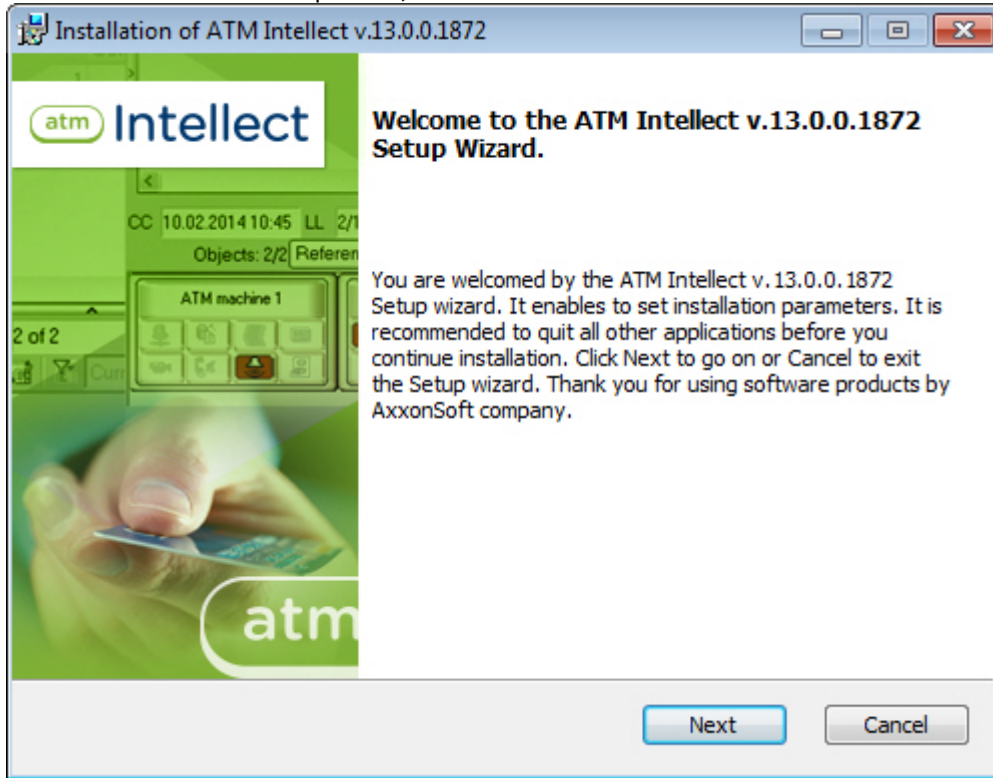 Installation of ATM Intellect v.13.0.0.1872
atm Intellect
Welcome to the ATM Intellect v.13.0.0.1872
Setup Wizard.
CC 10.02.2014 10:45 LL 2/1
Objects: 2/2 Referen
ATM machine 1
2 of 2
Curr
You are welcomed by the ATM Intellect v.13.0.0.1872
Setup wizard. It enables to set installation parameters. It is
recommended to quit all other applications before you
continue installation. Click Next to go on or Cancel to exit
the Setup wizard. Thank you for using software products by
AxxonSoft company.
atm
Next Cancel